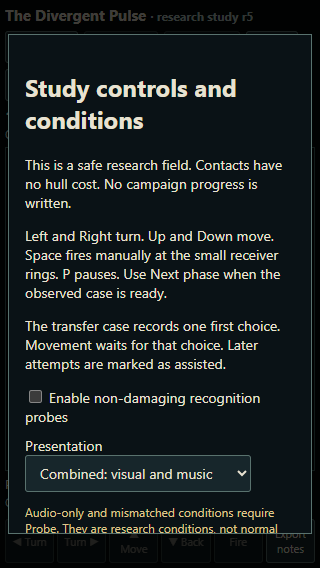 The Divergent Pulse · research study r5
Study controls and
conditions
This is a safe research field. Contacts have
no hull cost. No campaign progress is
written.
Left and Right turn. Up and Down move.
Space fires manually at the small receiver
rings. P pauses. Use Next phase when the
observed case is ready.
The transfer case records one first choice.
Movement waits for that choice. Later
attempts are marked as assisted.
Enable non-damaging recognition
probes
Presentation
Combined: visual and music
Audio-only and mismatched conditions require
Probe. They are research conditions, not normal
◀ Turn
Turn ▶
Move
▼ Back
Fire
Export
notes